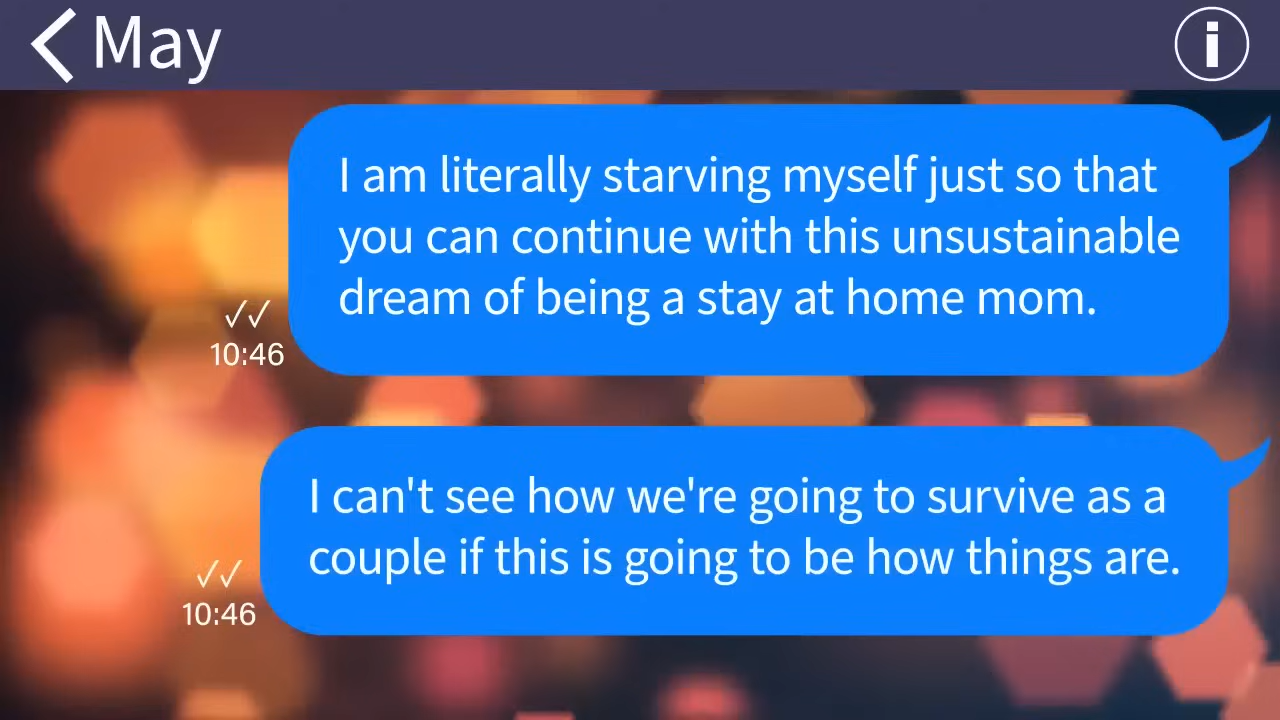 May
I am literally starving myself just so that
you can continue with this unsustainable
dream of being a stay at home mom.
✓✓
10:46
I can't see how we're going to survive as a
couple if this is going to be how things are.
✓✓
10:46